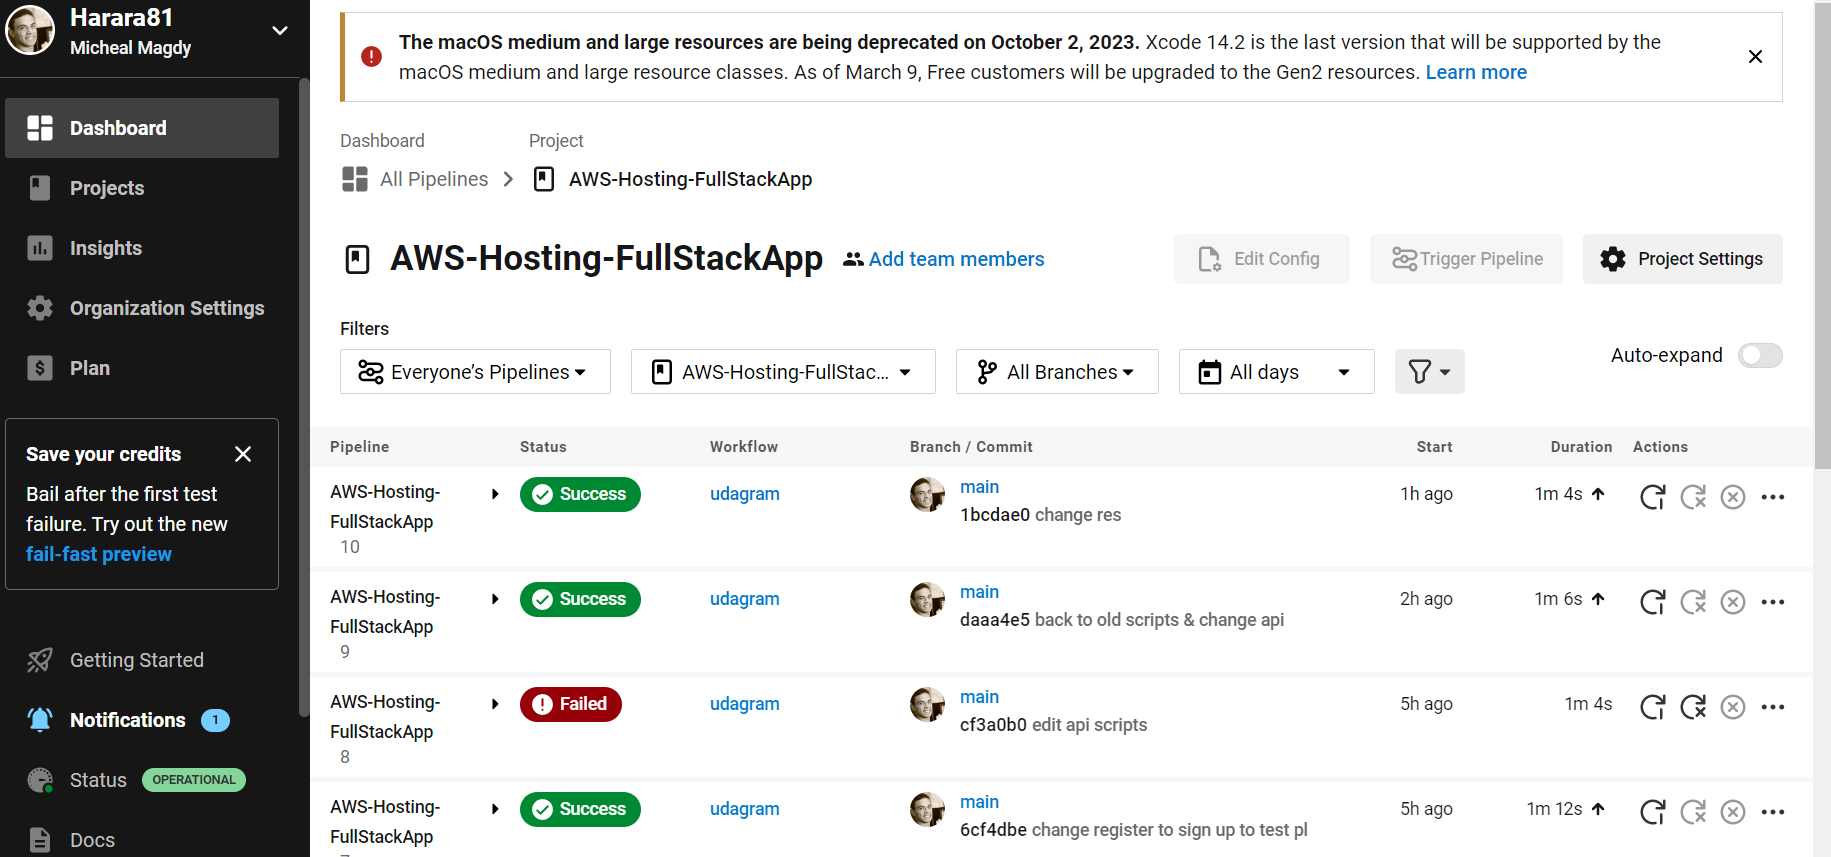 Harara81
Micheal Magdy
Dashboard
Projects
Insights
Organization Settings
Plan
Save your credits
Bail after the first test
failure. Try out the new
fail-fast preview
Getting Started
Notifications 1
Status OPERATIONAL
Docs
The macOS medium and large resources are being deprecated on October 2, 2023. Xcode 14.2 is the last version that will be supported by the
macOS medium and large resource classes. As of March 9, Free customers will be upgraded to the Gen2 resources. Learn more
Dashboard Project
All Pipelines AWS-Hosting-FullStackApp
AWS-Hosting-FullStackApp Add team members Edit Config Trigger Pipeline Project Settings
Filters
Everyone’s Pipelines AWS-Hosting-FullStac... All Branches All days Auto-expand
Pipeline Status Workflow Branch / Commit Start Duration Actions
AWS-Hosting- Success udagram main 1h ago 1m 4s
FullStackApp 1bcdae0 change res
10
AWS-Hosting- Success udagram main 2h ago 1m 6s
FullStackApp daaa4e5 back to old scripts & change api
9
AWS-Hosting- Failed udagram main 5h ago 1m 4s
FullStackApp cf3a0b0 edit api scripts
8
AWS-Hosting- Success udagram main 5h ago 1m 12s
FullStackApp 6cf4dbe change register to sign up to test pl